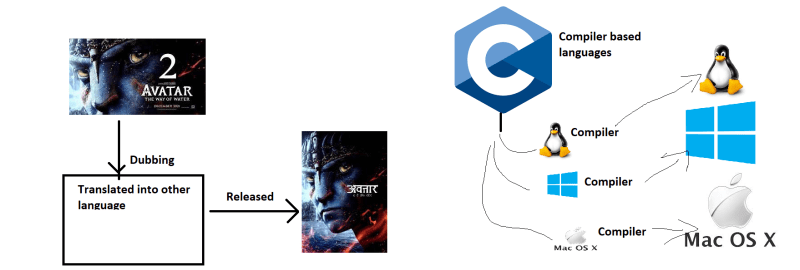 2
AVATAR
THE WAY OF WATER
Dubbing
Translated into other
language
Released
अवतार
Compiler based
languages
C
Compiler
Compiler
Compiler
Mac OS X
Mac OS X